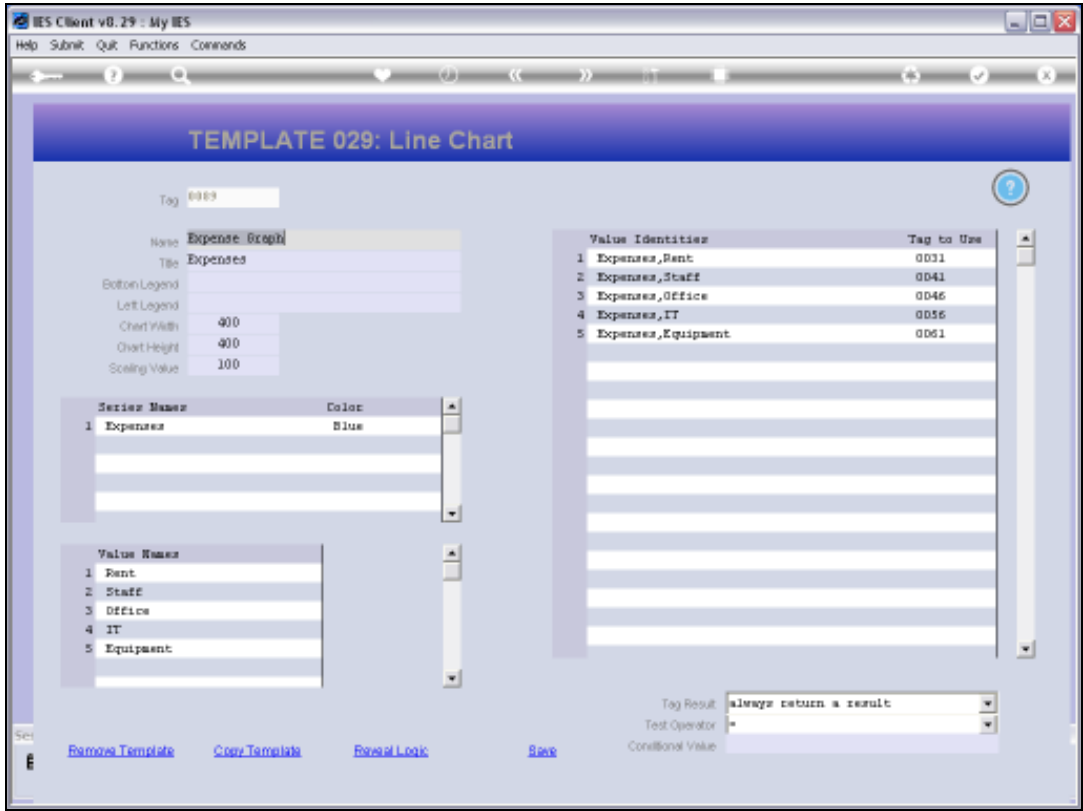 IES Client v8.29 : My IES
Help Submit Quit Functions Commands
TEMPLATE 029: Line Chart
Tag 0089
Name Expense Graph
Title Expenses
Bottom Legend
Left Legend
Chart Width 400
Chart Height 400
Scaling Value 100
Series Names Color
1 Expenses Blue
Value Names
1 Rent
2 Staff
3 Office
4 IT
5 Equipment
Value Identities Tag to Use
1 Expenses,Rent 0031
2 Expenses,Staff 0041
3 Expenses,Office 0046
4 Expenses,IT 0056
5 Expenses,Equipment 0061
Tag Result always return a result
Test Operator =
Conditional Value
Remove Template Copy Template Reveal Logic Save